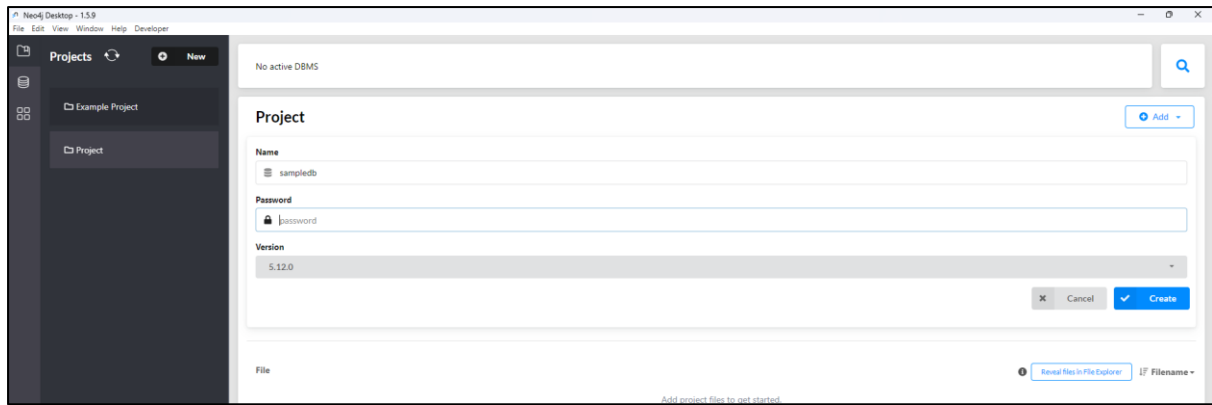 Neo4j Desktop - 1.5.9
File Edit View Window Help Developer
Projects
New
Example Project
Project
No active DBMS
Project
Add
Name
sampledb
Password
password
Version
5.12.0
Cancel
Create
File
Reveal files in File Explorer
Filename
Add project files to get started.